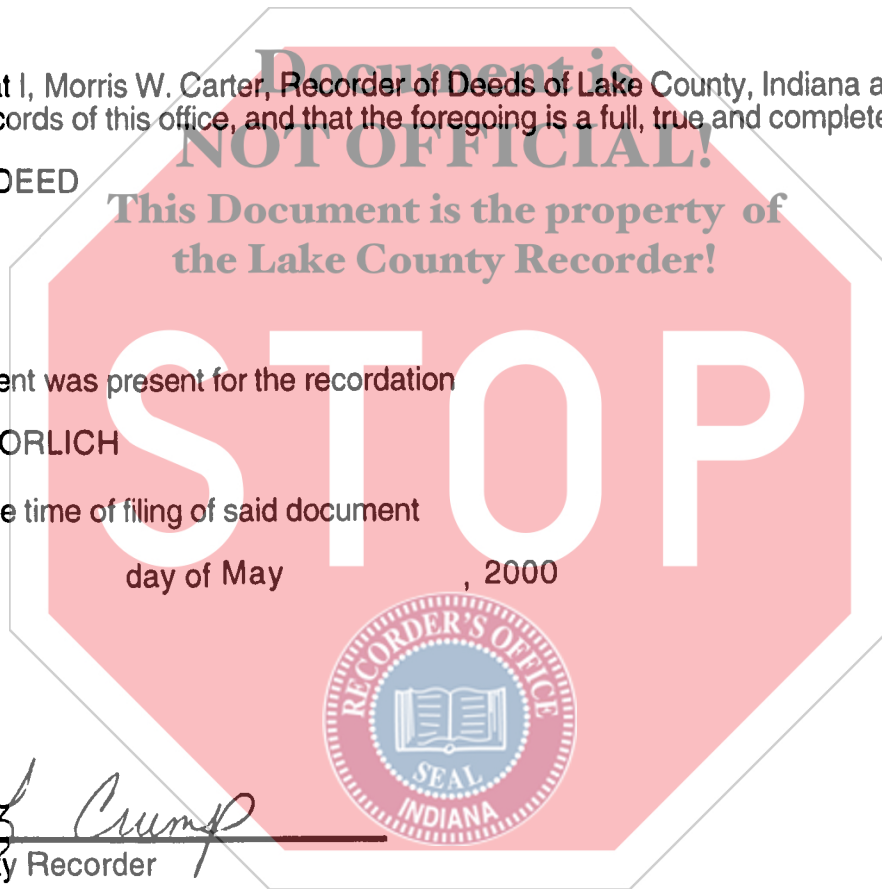 t I, Morris W. Carter, Recorder of Deeds of Lake County, Indiana a
cords of this office, and that the foregoing is a full, true and complete
DEED
Document is
NOT OFFICIAL!
This Document is the property of
the Lake County Recorder!
STOP
ent was present for the recordation
ORLICH
e time of filing of said document
day of May , 2000
RECORDER'S OFFICE
SEAL
INDIANA
Crump
y Recorder